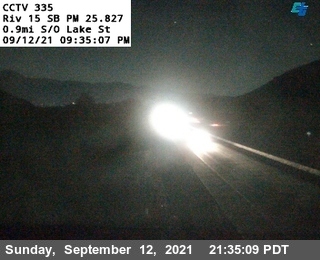 CCTV 335
Riv 15 SB PM 25.827
0.9mi S/O Lake St
09/12/21 09:35:07 PM
Sunday, September 12, 2021 21:35:09 PDT